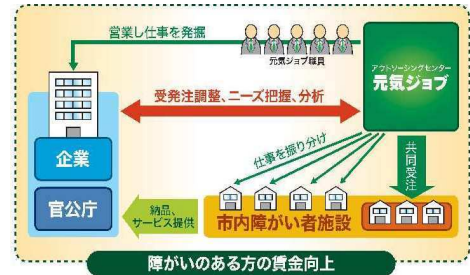 営業し仕事を発掘
元気ジョブ職員
アウトソーシングセンター
元気ジョブ
受発注調整、ニーズ把握、分析
企業
官公庁
仕事を振り分け
共同受注
納品、
サービス提供
市内障がい者施設
障がいのある方の賃金向上